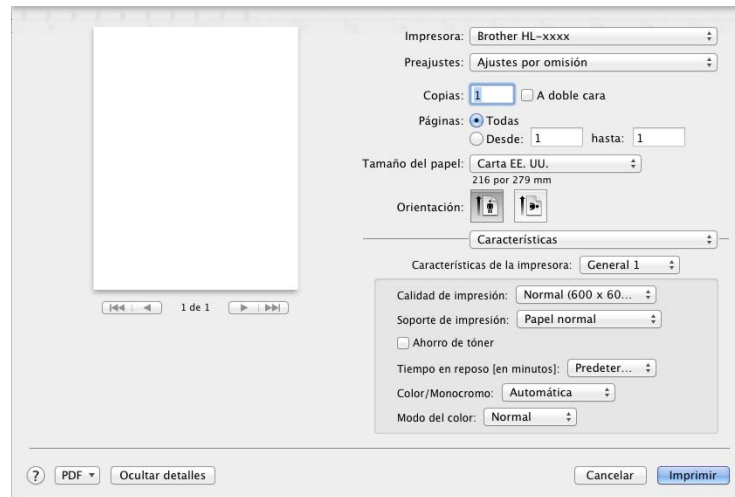 Impresora: Brother HL-xxxx
Preajustes: Ajustes por omisión
Copias: 1 A doble cara
Páginas: Todas
Desde: 1 hasta: 1
Tamaño del papel: Carta EE. UU.
216 por 279 mm
Orientación:
Características
Características de la impresora: General 1
Calidad de impresión: Normal (600 x 60...
Soporte de impresión: Papel normal
Ahorro de tóner
Tiempo en reposo [en minutos]: Predeter...
Color/Monocromo: Automática
Modo del color: Normal
1 de 1
? PDF Ocultar detalles Cancelar Imprimir